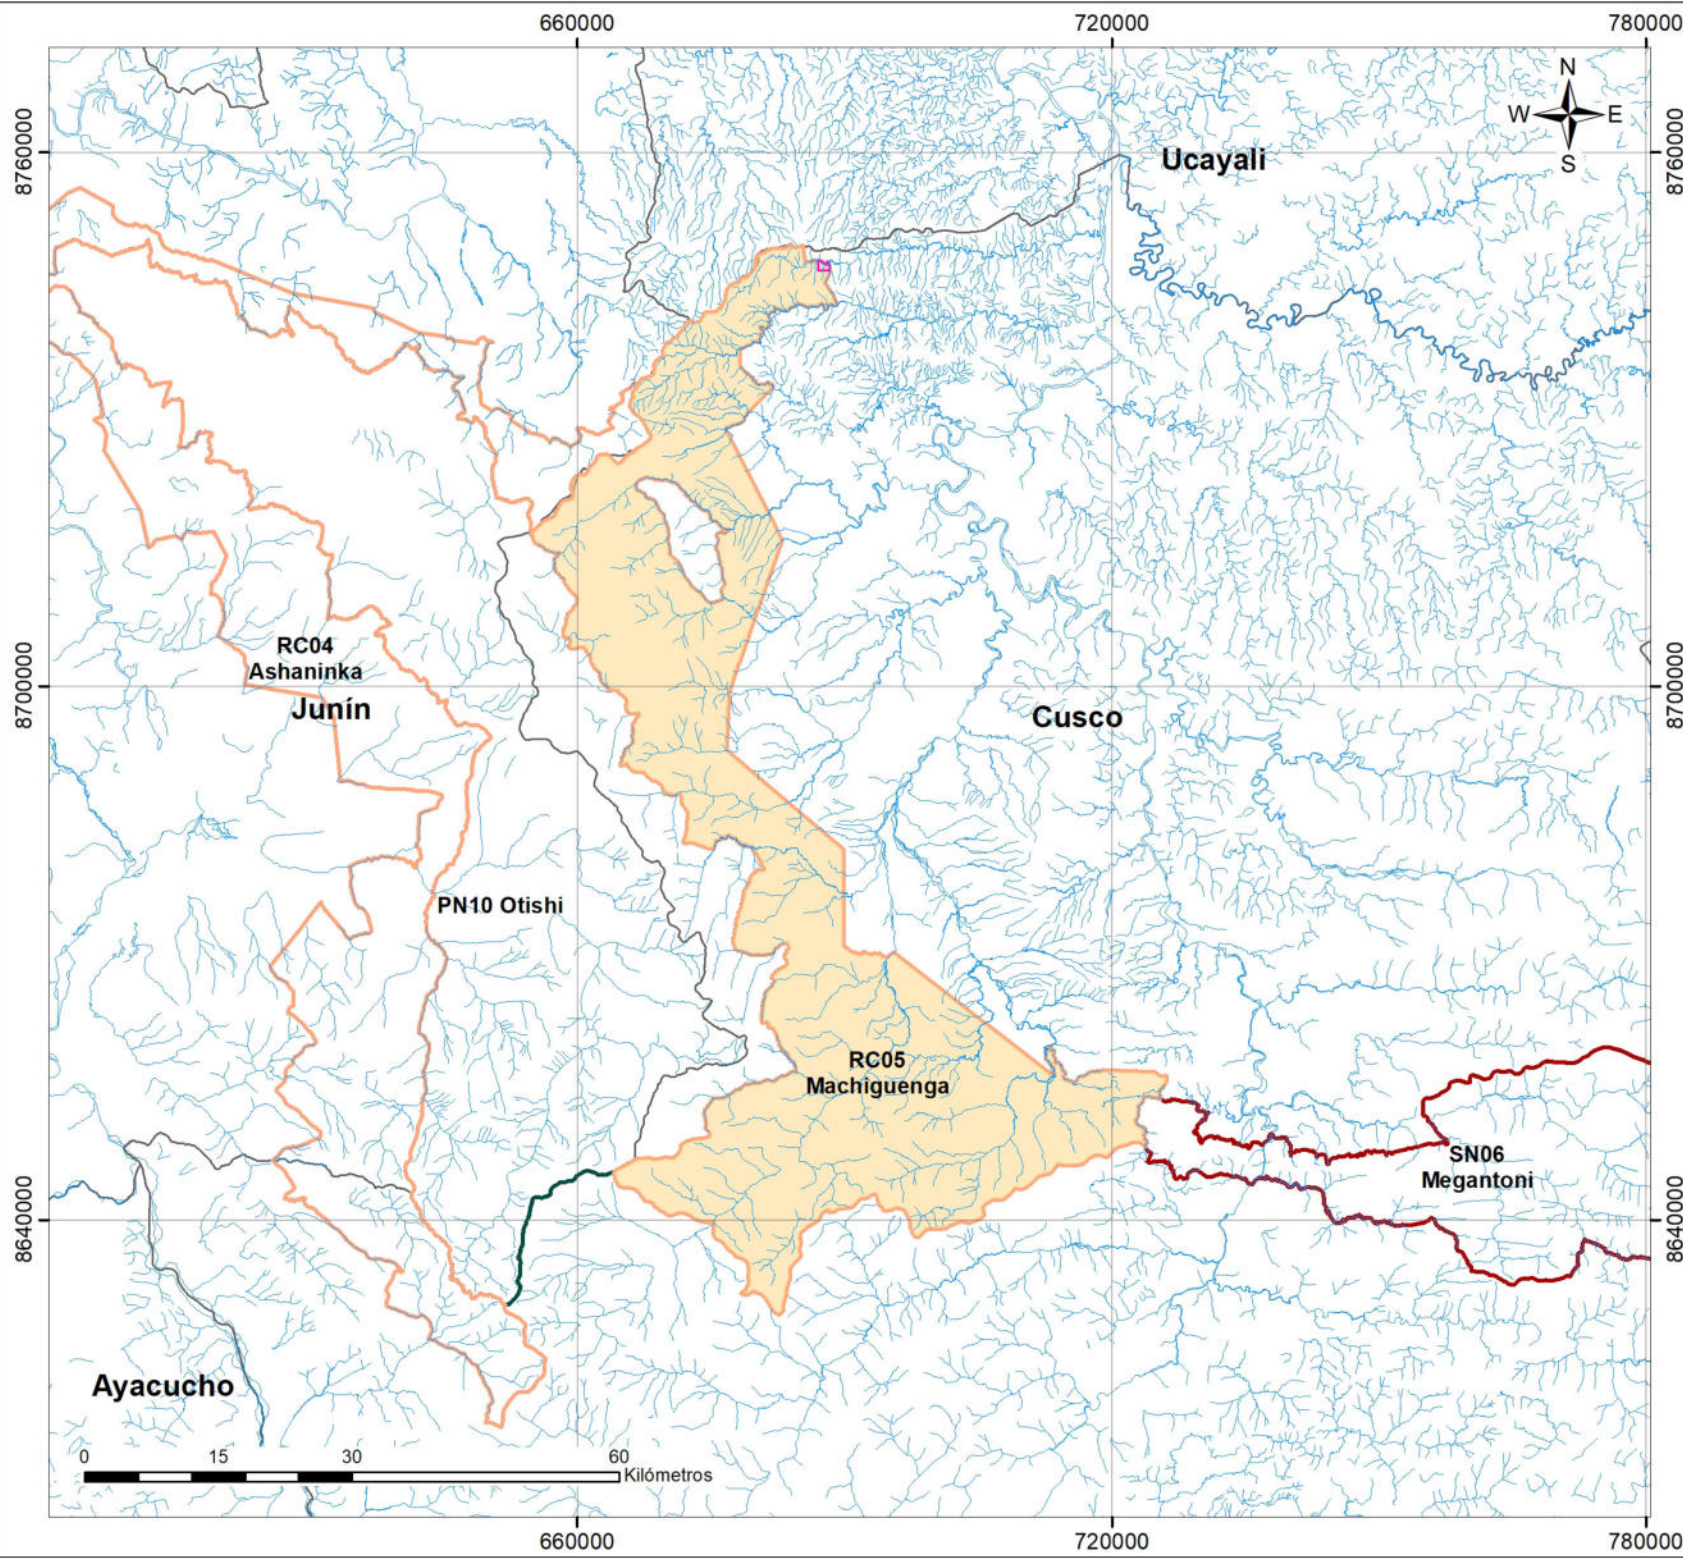 660000
720000
780000
N
W
E
S
8760000
8760000
Ucayali
RC04
Ashaninka
8700000
8700000
Junín
Cusco
PN10 Otishi
RC05
Machiguenga
SN06
Megantoni
8640000
8640000
Ayacucho
0
15
30
60
Kilómetros
660000
720000
780000